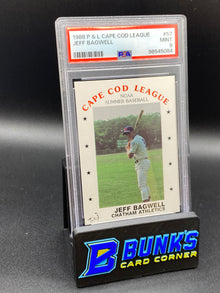 1988 P & L CAPE COD LEAGUE #57
JEFF BAGWELL MINT
PSA 9
98545084
CAPE COD LEAGUE
NCAA
SUMMER BASEBALL
JEFF BAGWELL
CHATHAM ATHLETICS
B BUNK'S
CARD CORNER